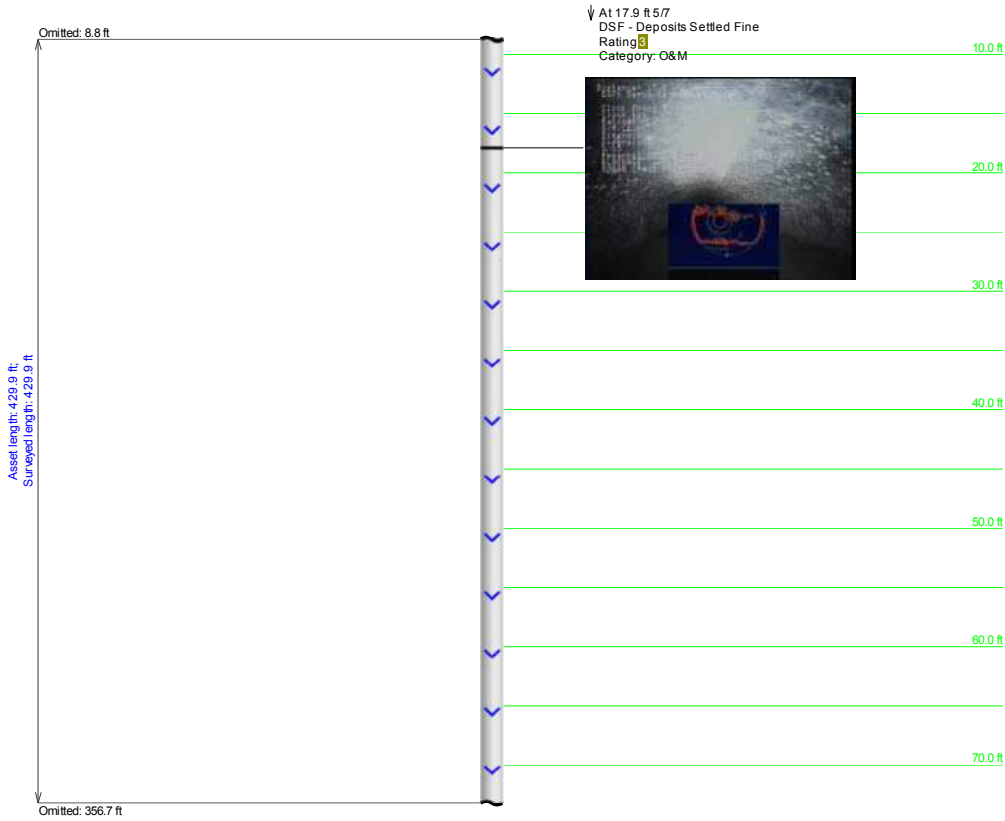 At 17.9 ft 5/7
DSF - Deposits Settled Fine
Rating 3
Category: O&M
Omitted: 8.8 ft
10.0 ft
20.0 ft
30.0 ft
40.0 ft
50.0 ft
60.0 ft
70.0 ft
Asset length: 429.9 ft;
Surveyed length: 429.9 ft
Omitted: 356.7 ft